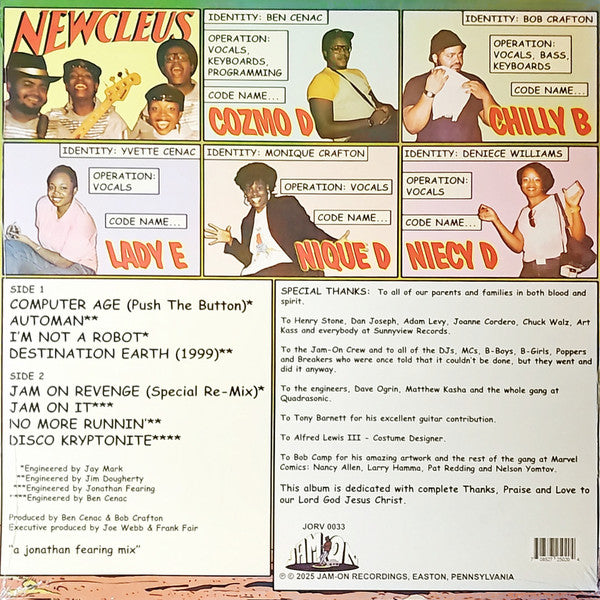 NEWCLEUS
IDENTITY: BEN CENAC
OPERATION:
VOCALS,
KEYBOARDS,
PROGRAMMING
CODE NAME...
COZMO D
IDENTITY: BOB CRAFTON
OPERATION:
VOCALS, BASS,
KEYBOARDS
CODE NAME...
CHILLY B
IDENTITY: YVETTE CENAC
OPERATION:
VOCALS
CODE NAME...
LADY E
IDENTITY: MONIQUE CRAFTON
OPERATION: VOCALS
CODE NAME...
NIQUE D
IDENTITY: DENIECE WILLIAMS
OPERATION:
VOCALS
CODE NAME...
NIECY D
SIDE 1
COMPUTER AGE (Push The Button)*
AUTOMAN**
I'M NOT A ROBOT*
DESTINATION EARTH (1999)**
SIDE 2
JAM ON REVENGE (Special Re-Mix)*
JAM ON IT***
NO MORE RUNNIN'**
DISCO KRYPTONITE****
*Engineered by Jay Mark
**Engineered by Jim Dougherty
***Engineered by Jonathan Fearing
****Engineered by Ben Cenac
Produced by Ben Cenac & Bob Crafton
Executive produced by Joe Webb & Frank Fair
"a jonathan fearing mix"
SPECIAL THANKS: To all of our parents and families in both blood and
spirit.
To Henry Stone, Dan Joseph, Adam Levy, Joanne Cordero, Chuck Walz, Art
Kass and everybody at Sunnyview Records.
To the Jam-On Crew and to all of the DJs, MCs, B-Boys, B-Girls, Poppers
and Breakers who were once told that it couldn't be done, but they went and
did it anyway.
To the engineers, Dave Ogrin, Matthew Kasha and the whole gang at
Quadrasonic.
To Tony Barnett for his excellent guitar contribution.
To Alfred Lewis III - Costume Designer.
To Bob Camp for his amazing artwork and the rest of the gang at Marvel
Comics: Nancy Allen, Larry Hamma, Pat Redding and Nelson Yomtov.
This album is dedicated with complete Thanks, Praise and Love to
our Lord God Jesus Christ.
JORV 0033
JAM-ON
℗ © 2025 JAM-ON RECORDINGS, EASTON, PENNSYLVANIA